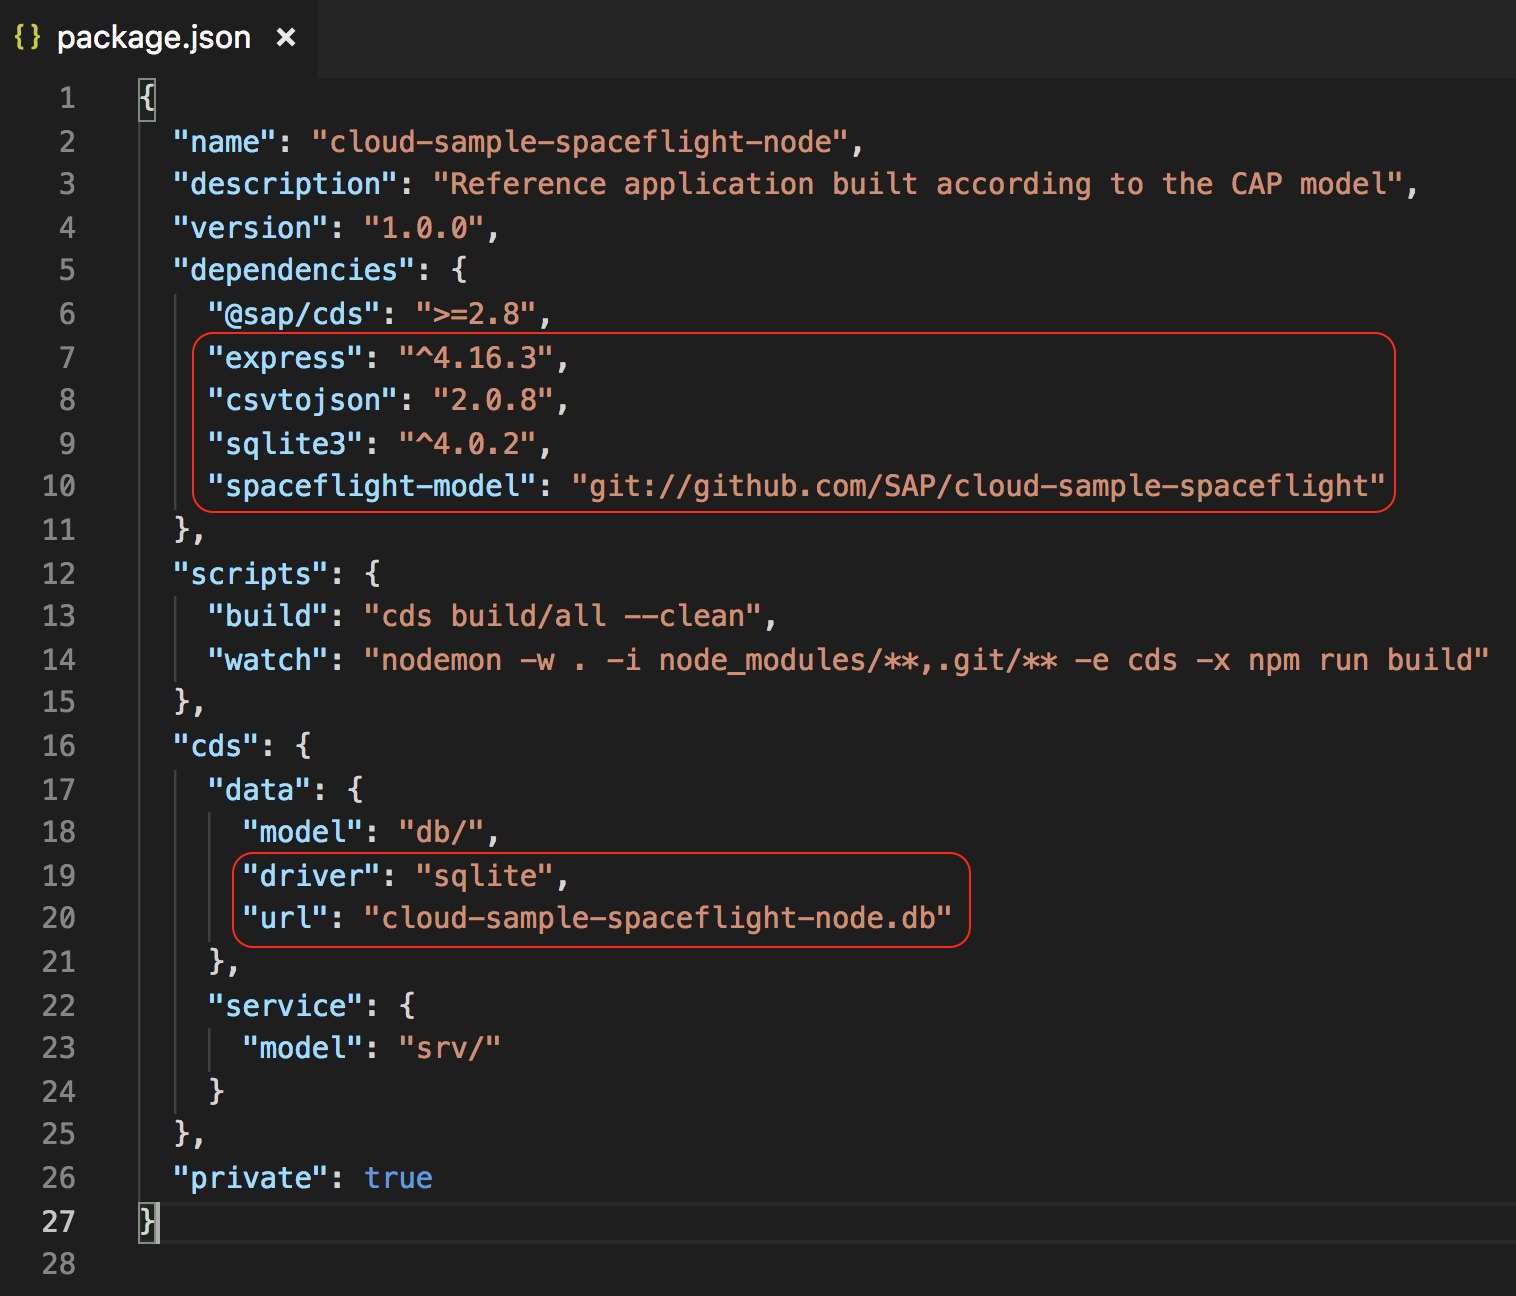 {} package.json ×
1 {
2 "name": "cloud-sample-spaceflight-node",
3 "description": "Reference application built according to the CAP model",
4 "version": "1.0.0",
5 "dependencies": {
6 "@sap/cds": ">=2.8",
7 "express": "^4.16.3",
8 "csvtojson": "2.0.8",
9 "sqlite3": "^4.0.2",
10 "spaceflight-model": "git://github.com/SAP/cloud-sample-spaceflight"
11 },
12 "scripts": {
13 "build": "cds build/all --clean",
14 "watch": "nodemon -w . -i node_modules/**,.git/** -e cds -x npm run build"
15 },
16 "cds": {
17 "data": {
18 "model": "db/",
19 "driver": "sqlite",
20 "url": "cloud-sample-spaceflight-node.db"
21 },
22 "service": {
23 "model": "srv/"
24 }
25 },
26 "private": true
27 }
28